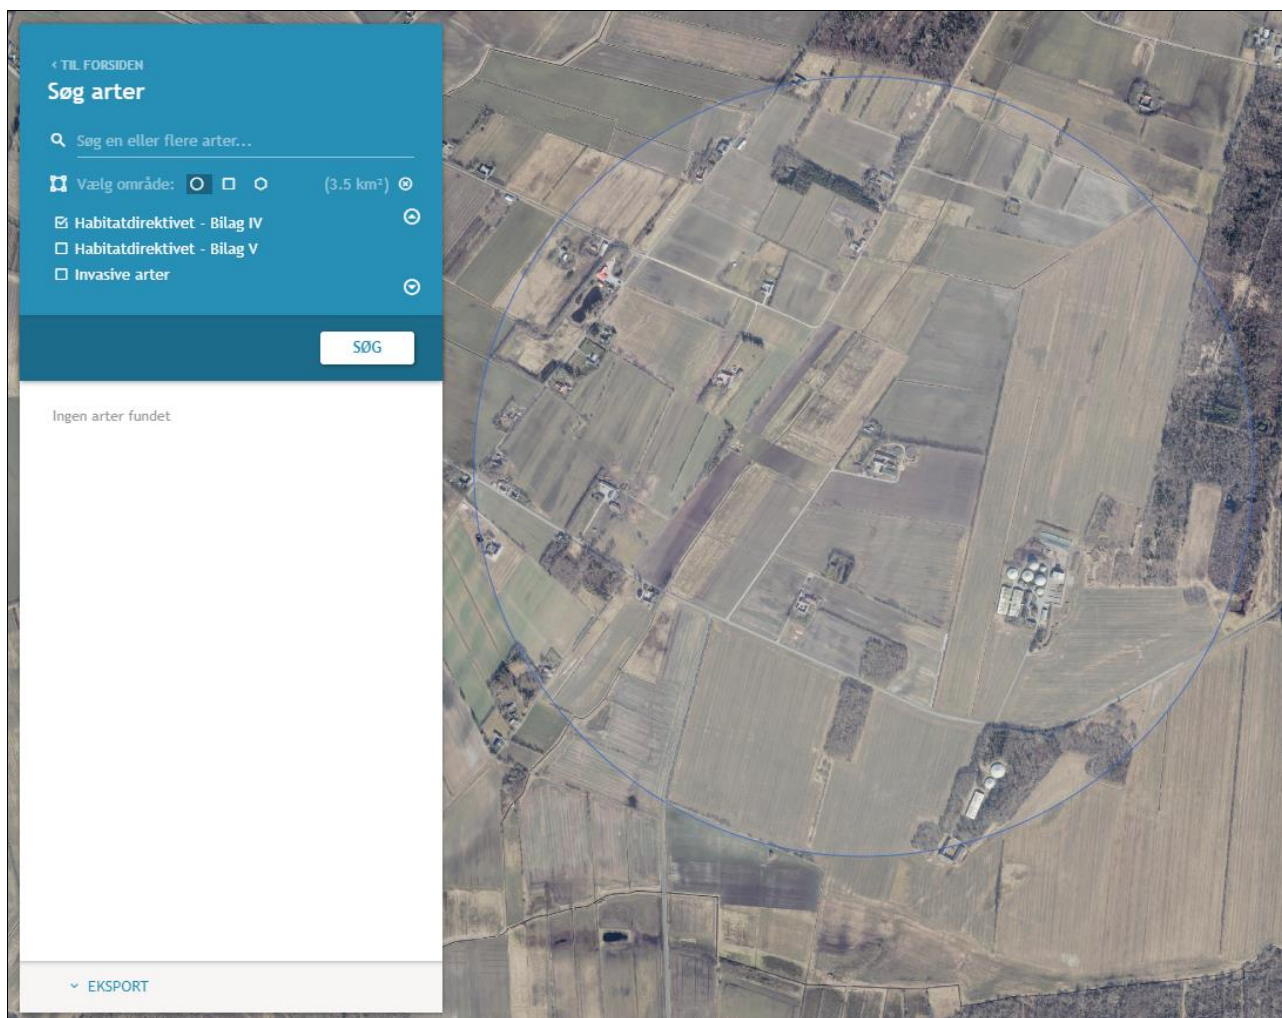 ‹ TIL FORSIDEN
Søg arter
Søg en eller flere arter...
Vælg område: (3.5 km²)
Habitatdirektivet - Bilag IV
Habitatdirektivet - Bilag V
Invasive arter
SØG
Ingen arter fundet
EKSPORT